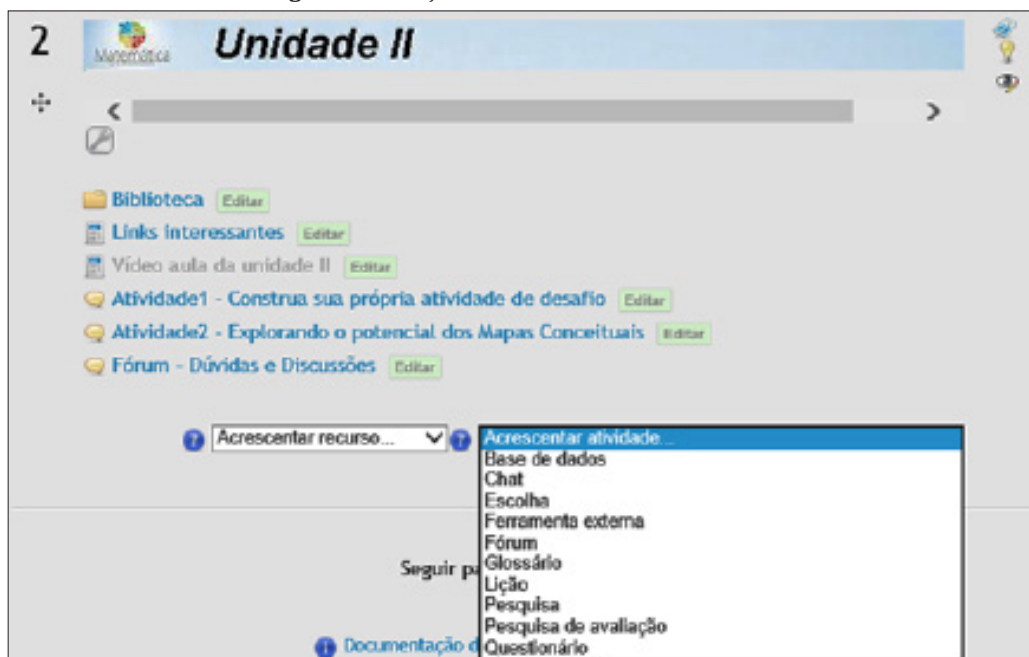 2
Matemática
Unidade II
Biblioteca Editar
Links interessantes Editar
Vídeo aula da unidade II Editar
Atividade1 - Construa sua própria atividade de desafio Editar
Atividade2 - Explorando o potencial dos Mapas Conceituais Editar
Fórum - Dúvidas e Discussões Editar
Acrescentar recurso... Acrescentar atividade...
Base de dados
Chat
Escolha
Ferramenta externa
Fórum
Glossário
Seguir
Lição
Pesquisa
Pesquisa de avaliação
Documentação
Questionário